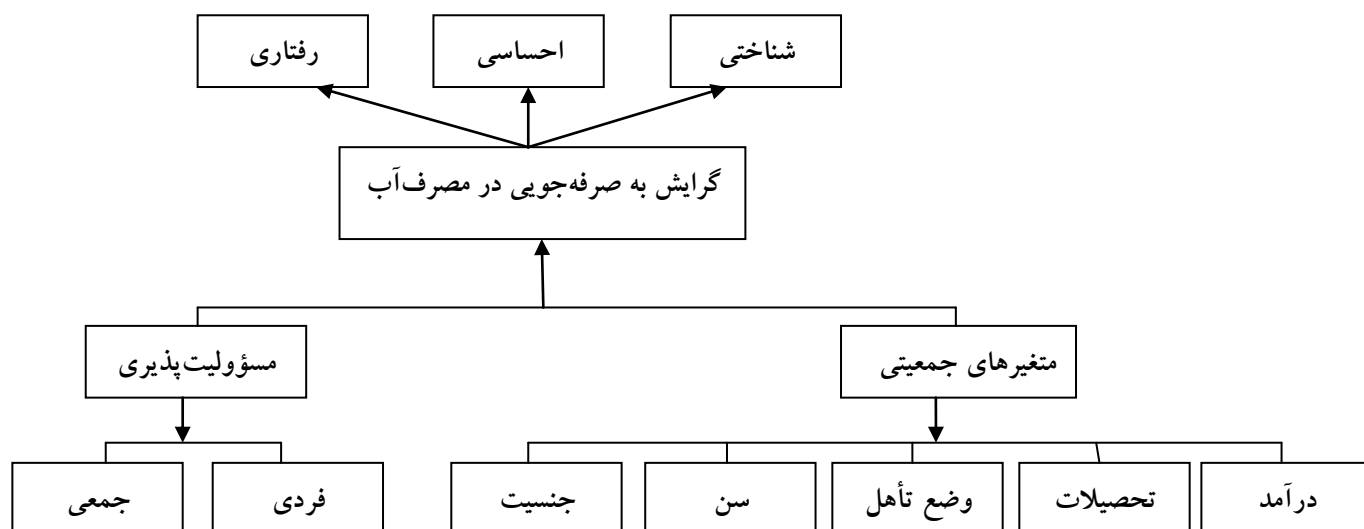 شناختی
احساسی
رفتاری
گرایش به صرفه‌جویی در مصرف‌آب
متغیرهای جمعیتی
مسؤولیت‌پذیری
درآمد
تحصیلات
وضع تأهل
سن
جنسیت
فردی
جمعی